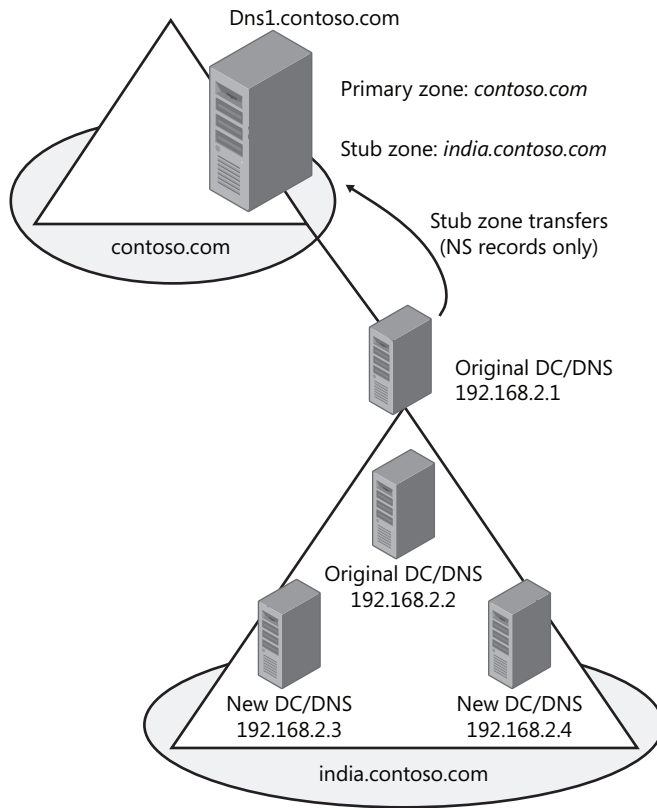 Dns1.contoso.com
Primary zone: contoso.com
Stub zone: india.contoso.com
Stub zone transfers
(NS records only)
contoso.com
Original DC/DNS
192.168.2.1
Original DC/DNS
192.168.2.2
New DC/DNS
192.168.2.3
New DC/DNS
192.168.2.4
india.contoso.com